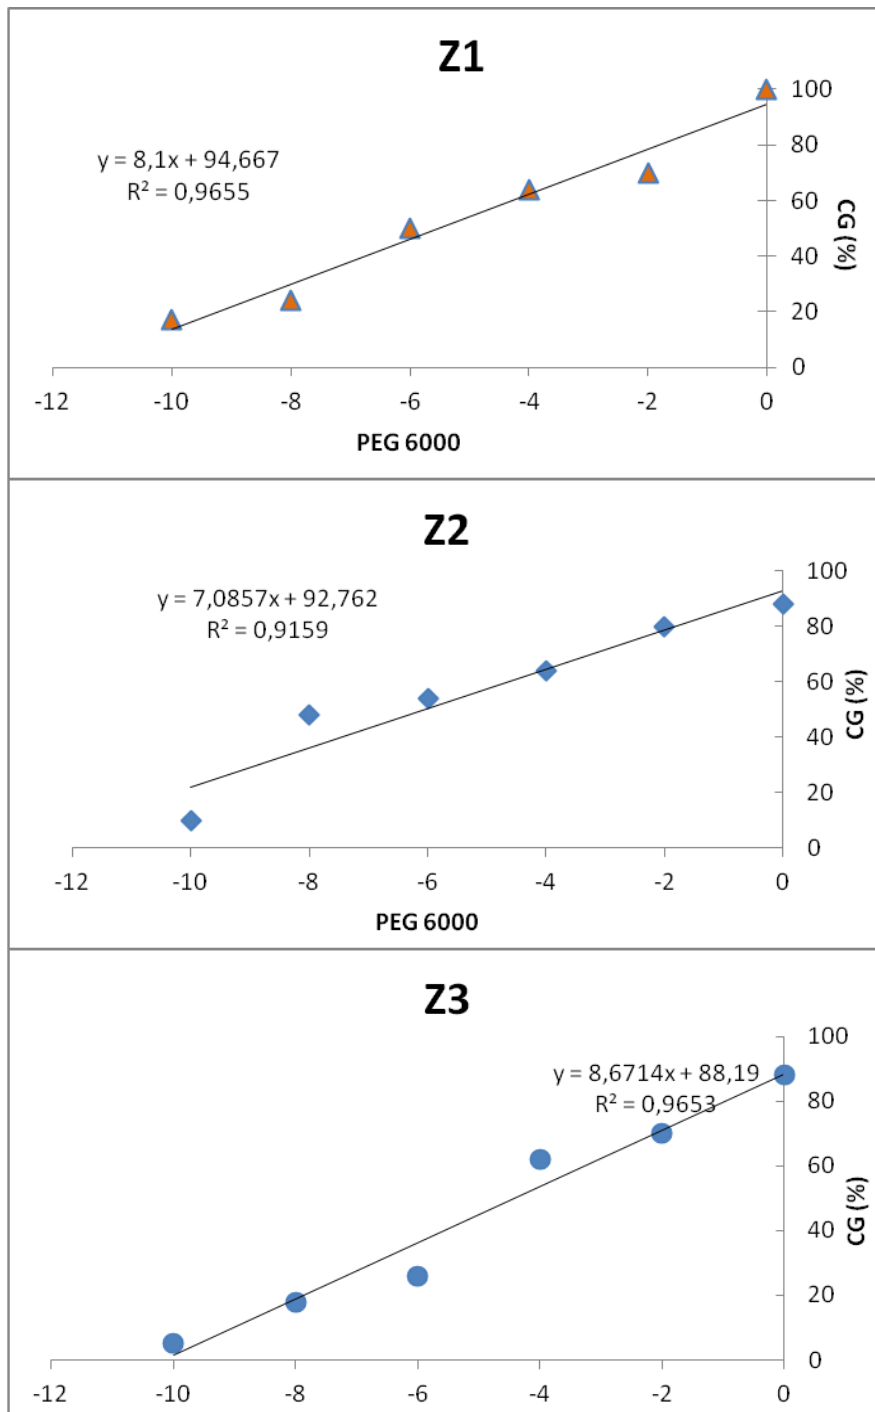 Z1
y = 8,1x + 94,667
R² = 0,9655
100
80
60
40
20
0
CG (%)
-12 -10 -8 -6 -4 -2 0
PEG 6000
Z2
y = 7,0857x + 92,762
R² = 0,9159
100
80
60
40
20
0
CG (%)
-12 -10 -8 -6 -4 -2 0
PEG 6000
Z3
y = 8,6714x + 88,19
R² = 0,9653
100
80
60
40
20
0
CG (%)
-12 -10 -8 -6 -4 -2 0